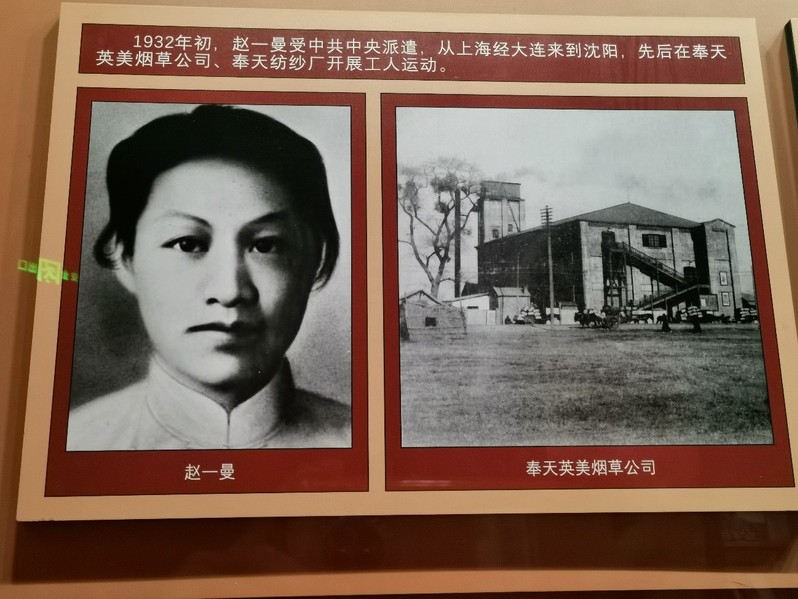 1932年初，赵一曼受中共中央派遣，从上海经大连来到沈阳，先后在奉天
英美烟草公司、奉天纺纱厂开展工人运动。
赵一曼
奉天英美烟草公司